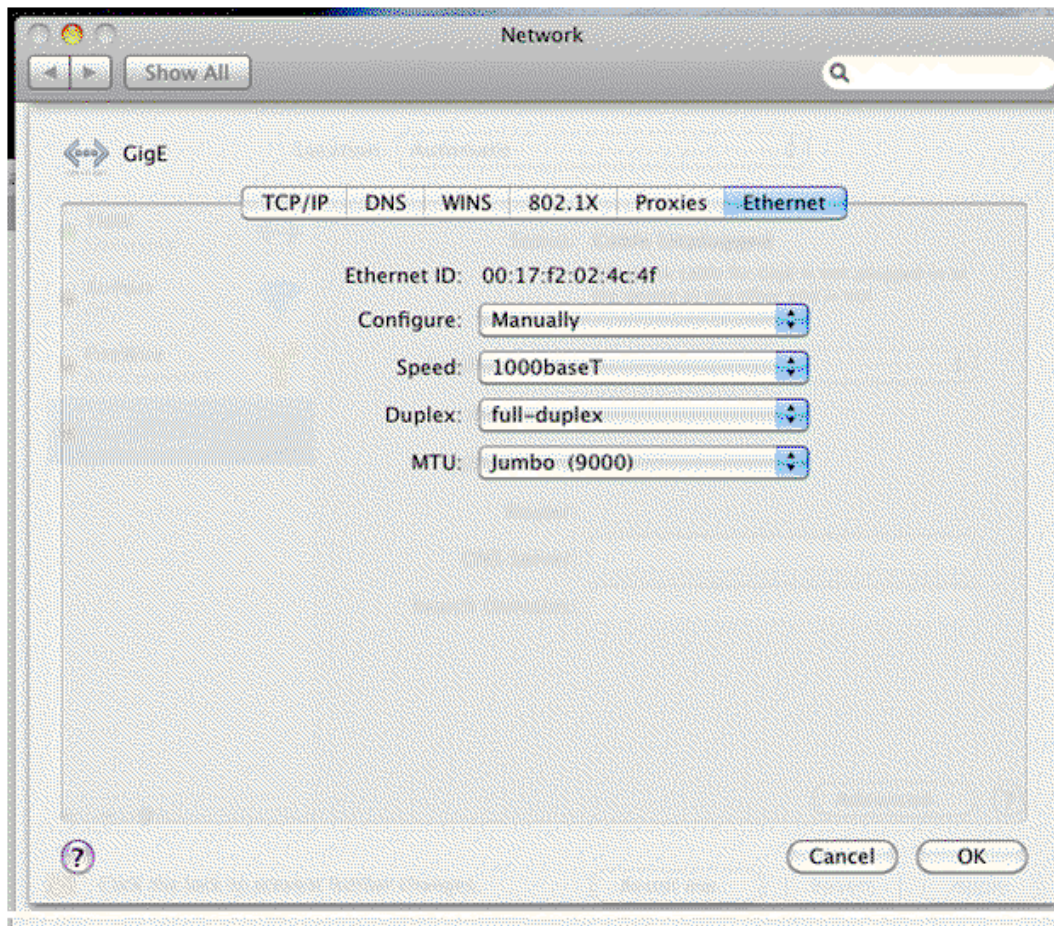 Network
Show All
GigE
TCP/IP DNS WINS 802.1X Proxies Ethernet
Ethernet ID: 00:17:f2:02:4c:4f
Configure: Manually
Speed: 1000baseT
Duplex: full-duplex
MTU: Jumbo (9000)
? Cancel OK